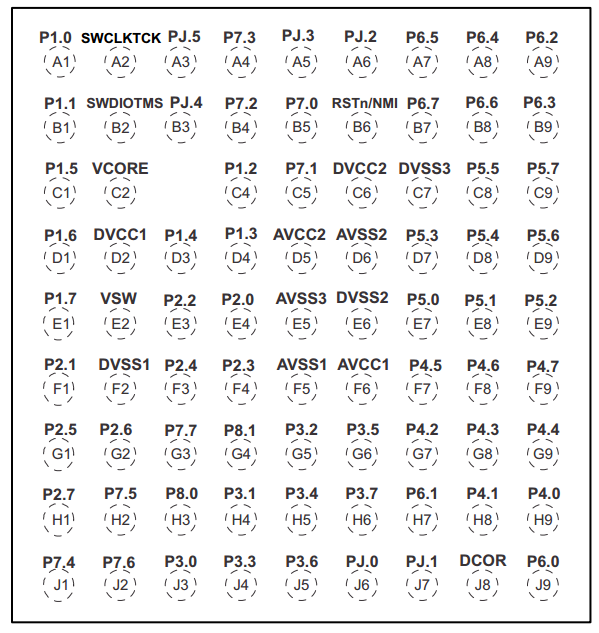 P1.0 SWCLKTCK PJ.5 P7.3 PJ.3 PJ.2 P6.5 P6.4 P6.2
A1 A2 A3 A4 A5 A6 A7 A8 A9
P1.1 SWDIOTMS PJ.4 P7.2 P7.0 RSTn/NMI P6.7 P6.6 P6.3
B1 B2 B3 B4 B5 B6 B7 B8 B9
P1.5 VCORE P1.2 P7.1 DVCC2 DVSS3 P5.5 P5.7
C1 C2 C4 C5 C6 C7 C8 C9
P1.6 DVCC1 P1.4 P1.3 AVCC2 AVSS2 P5.3 P5.4 P5.6
D1 D2 D3 D4 D5 D6 D7 D8 D9
P1.7 VSW P2.2 P2.0 AVSS3 DVSS2 P5.0 P5.1 P5.2
E1 E2 E3 E4 E5 E6 E7 E8 E9
P2.1 DVSS1 P2.4 P2.3 AVSS1 AVCC1 P4.5 P4.6 P4.7
F1 F2 F3 F4 F5 F6 F7 F8 F9
P2.5 P2.6 P7.7 P8.1 P3.2 P3.5 P4.2 P4.3 P4.4
G1 G2 G3 G4 G5 G6 G7 G8 G9
P2.7 P7.5 P8.0 P3.1 P3.4 P3.7 P6.1 P4.1 P4.0
H1 H2 H3 H4 H5 H6 H7 H8 H9
P7.4 P7.6 P3.0 P3.3 P3.6 PJ.0 PJ.1 DCOR P6.0
J1 J2 J3 J4 J5 J6 J7 J8 J9